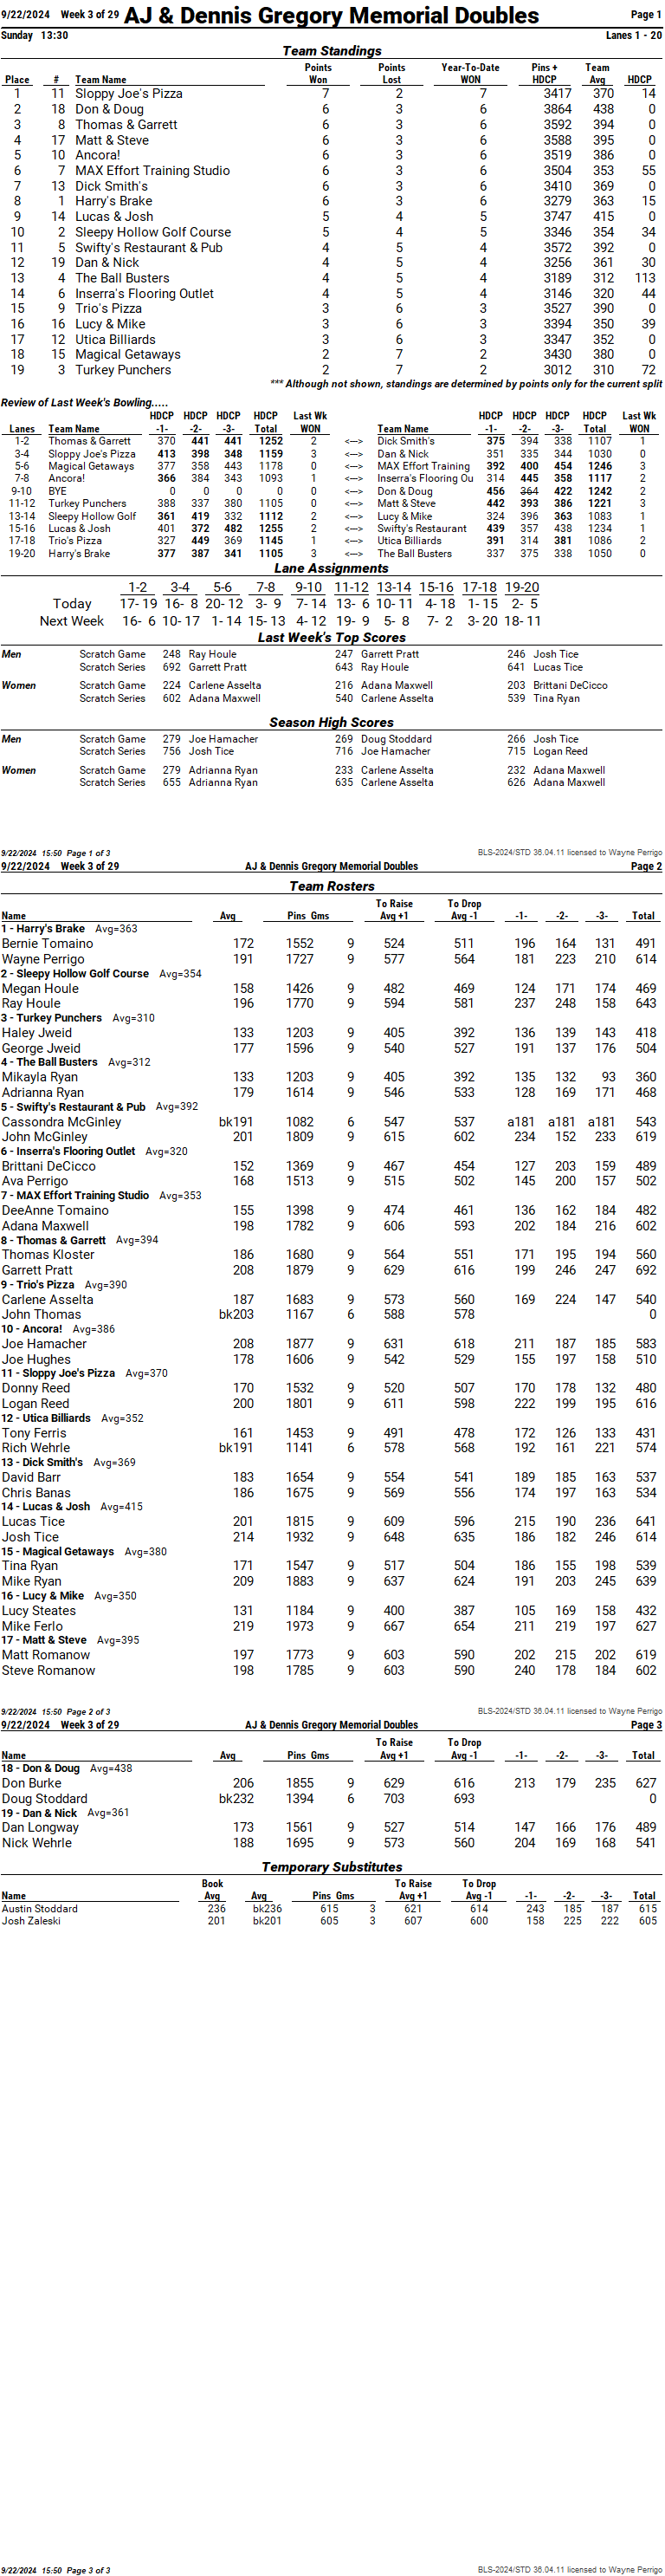 9/22/2024 Week 3 of 29 AJ & Dennis Gregory Memorial Doubles Page 1
Sunday 13:30 Lanes 1 - 20
Team Standings
Points Points Year-To-Date Pins + Team
Place # Team Name Won Lost WON HDCP Avg HDCP
1 11 Sloppy Joe's Pizza 7 2 7 3417 370 14
2 18 Don & Doug 6 3 6 3864 438 0
3 8 Thomas & Garrett 6 3 6 3592 394 0
4 17 Matt & Steve 6 3 6 3588 395 0
5 10 Ancora! 6 3 6 3519 386 0
6 7 MAX Effort Training Studio 6 3 6 3504 353 55
7 13 Dick Smith's 6 3 6 3410 369 0
8 1 Harry's Brake 6 3 6 3279 363 15
9 14 Lucas & Josh 5 4 5 3747 415 0
10 2 Sleepy Hollow Golf Course 5 4 5 3346 354 34
11 5 Swifty's Restaurant & Pub 4 5 4 3572 392 0
12 19 Dan & Nick 4 5 4 3256 361 30
13 4 The Ball Busters 4 5 4 3189 312 113
14 6 Inserra's Flooring Outlet 4 5 4 3146 320 44
15 9 Trio's Pizza 3 6 3 3527 390 0
16 16 Lucy & Mike 3 6 3 3394 350 39
17 12 Utica Billiards 3 6 3 3347 352 0
18 15 Magical Getaways 2 7 2 3430 380 0
19 3 Turkey Punchers 2 7 2 3012 310 72
*** Although not shown, standings are determined by points only for the current split
Review of Last Week's Bowling.....
HDCP HDCP HDCP HDCP Last Wk HDCP HDCP HDCP HDCP Last Wk
Lanes Team Name -1- -2- -3- Total WON Team Name -1- -2- -3- Total WON
1-2 Thomas & Garrett 370 441 441 1252 2 <---> Dick Smith's 375 394 338 1107 1
3-4 Sloppy Joe's Pizza 413 398 348 1159 3 <---> Dan & Nick 351 335 344 1030 0
5-6 Magical Getaways 377 358 443 1178 0 <---> MAX Effort Training 392 400 454 1246 3
7-8 Ancora! 366 384 343 1093 1 <---> Inserra's Flooring Ou 314 445 358 1117 2
9-10 BYE 0 0 0 0 0 <---> Don & Doug 456 364 422 1242 2
11-12 Turkey Punchers 388 337 380 1105 0 <---> Matt & Steve 442 393 386 1221 3
13-14 Sleepy Hollow Golf 361 419 332 1112 2 <---> Lucy & Mike 324 396 363 1083 1
15-16 Lucas & Josh 401 372 482 1255 2 <---> Swifty's Restaurant 439 357 438 1234 1
17-18 Trio's Pizza 327 449 369 1145 1 <---> Utica Billiards 391 314 381 1086 2
19-20 Harry's Brake 377 387 341 1105 3 <---> The Ball Busters 337 375 338 1050 0
Lane Assignments
1-2 3-4 5-6 7-8 9-10 11-12 13-14 15-16 17-18 19-20
Today 17- 19 16- 8 20- 12 3- 9 7- 14 13- 6 10- 11 4- 18 1- 15 2- 5
Next Week 16- 6 10- 17 1- 14 15- 13 4- 12 19- 9 5- 8 7- 2 3- 20 18- 11
Last Week's Top Scores
Men Scratch Game 248 Ray Houle 247 Garrett Pratt 246 Josh Tice
Scratch Series 692 Garrett Pratt 643 Ray Houle 641 Lucas Tice
Women Scratch Game 224 Carlene Asselta 216 Adana Maxwell 203 Brittani DeCicco
Scratch Series 602 Adana Maxwell 540 Carlene Asselta 539 Tina Ryan
Season High Scores
Men Scratch Game 279 Joe Hamacher 269 Doug Stoddard 266 Josh Tice
Scratch Series 756 Josh Tice 716 Joe Hamacher 715 Logan Reed
Women Scratch Game 279 Adrianna Ryan 233 Carlene Asselta 232 Adana Maxwell
Scratch Series 655 Adrianna Ryan 635 Carlene Asselta 626 Adana Maxwell
9/22/2024 15:50 Page 1 of 3 BLS-2024/STD 36.04.11 licensed to Wayne Perrigo
9/22/2024 Week 3 of 29 AJ & Dennis Gregory Memorial Doubles Page 2
Team Rosters
To Raise To Drop
Name Avg Pins Gms Avg +1 Avg -1 -1- -2- -3- Total
1 - Harry's Brake Avg=363
Bernie Tomaino 172 1552 9 524 511 196 164 131 491
Wayne Perrigo 191 1727 9 577 564 181 223 210 614
2 - Sleepy Hollow Golf Course Avg=354
Megan Houle 158 1426 9 482 469 124 171 174 469
Ray Houle 196 1770 9 594 581 237 248 158 643
3 - Turkey Punchers Avg=310
Haley Jweid 133 1203 9 405 392 136 139 143 418
George Jweid 177 1596 9 540 527 191 137 176 504
4 - The Ball Busters Avg=312
Mikayla Ryan 133 1203 9 405 392 135 132 93 360
Adrianna Ryan 179 1614 9 546 533 128 169 171 468
5 - Swifty's Restaurant & Pub Avg=392
Cassondra McGinley bk191 1082 6 547 537 a181 a181 a181 543
John McGinley 201 1809 9 615 602 234 152 233 619
6 - Inserra's Flooring Outlet Avg=320
Brittani DeCicco 152 1369 9 467 454 127 203 159 489
Ava Perrigo 168 1513 9 515 502 145 200 157 502
7 - MAX Effort Training Studio Avg=353
DeeAnne Tomaino 155 1398 9 474 461 136 162 184 482
Adana Maxwell 198 1782 9 606 593 202 184 216 602
8 - Thomas & Garrett Avg=394
Thomas Kloster 186 1680 9 564 551 171 195 194 560
Garrett Pratt 208 1879 9 629 616 199 246 247 692
9 - Trio's Pizza Avg=390
Carlene Asselta 187 1683 9 573 560 169 224 147 540
John Thomas bk203 1167 6 588 578 0
10 - Ancora! Avg=386
Joe Hamacher 208 1877 9 631 618 211 187 185 583
Joe Hughes 178 1606 9 542 529 155 197 158 510
11 - Sloppy Joe's Pizza Avg=370
Donny Reed 170 1532 9 520 507 170 178 132 480
Logan Reed 200 1801 9 611 598 222 199 195 616
12 - Utica Billiards Avg=352
Tony Ferris 161 1453 9 491 478 172 126 133 431
Rich Wehrle bk191 1141 6 578 568 192 161 221 574
13 - Dick Smith's Avg=369
David Barr 183 1654 9 554 541 189 185 163 537
Chris Banas 186 1675 9 569 556 174 197 163 534
14 - Lucas & Josh Avg=415
Lucas Tice 201 1815 9 609 596 215 190 236 641
Josh Tice 214 1932 9 648 635 186 182 246 614
15 - Magical Getaways Avg=380
Tina Ryan 171 1547 9 517 504 186 155 198 539
Mike Ryan 209 1883 9 637 624 191 203 245 639
16 - Lucy & Mike Avg=350
Lucy Steates 131 1184 9 400 387 105 169 158 432
Mike Ferlo 219 1973 9 667 654 211 219 197 627
17 - Matt & Steve Avg=395
Matt Romanow 197 1773 9 603 590 202 215 202 619
Steve Romanow 198 1785 9 603 590 240 178 184 602
9/22/2024 15:50 Page 2 of 3 BLS-2024/STD 36.04.11 licensed to Wayne Perrigo
9/22/2024 Week 3 of 29 AJ & Dennis Gregory Memorial Doubles Page 3
To Raise To Drop
Name Avg Pins Gms Avg +1 Avg -1 -1- -2- -3- Total
18 - Don & Doug Avg=438
Don Burke 206 1855 9 629 616 213 179 235 627
Doug Stoddard bk232 1394 6 703 693 0
19 - Dan & Nick Avg=361
Dan Longway 173 1561 9 527 514 147 166 176 489
Nick Wehrle 188 1695 9 573 560 204 169 168 541
Temporary Substitutes
Book To Raise To Drop
Name Avg Avg Pins Gms Avg +1 Avg -1 -1- -2- -3- Total
Austin Stoddard 236 bk236 615 3 621 614 243 185 187 615
Josh Zaleski 201 bk201 605 3 607 600 158 225 222 605
9/22/2024 15:50 Page 3 of 3 BLS-2024/STD 36.04.11 licensed to Wayne Perrigo